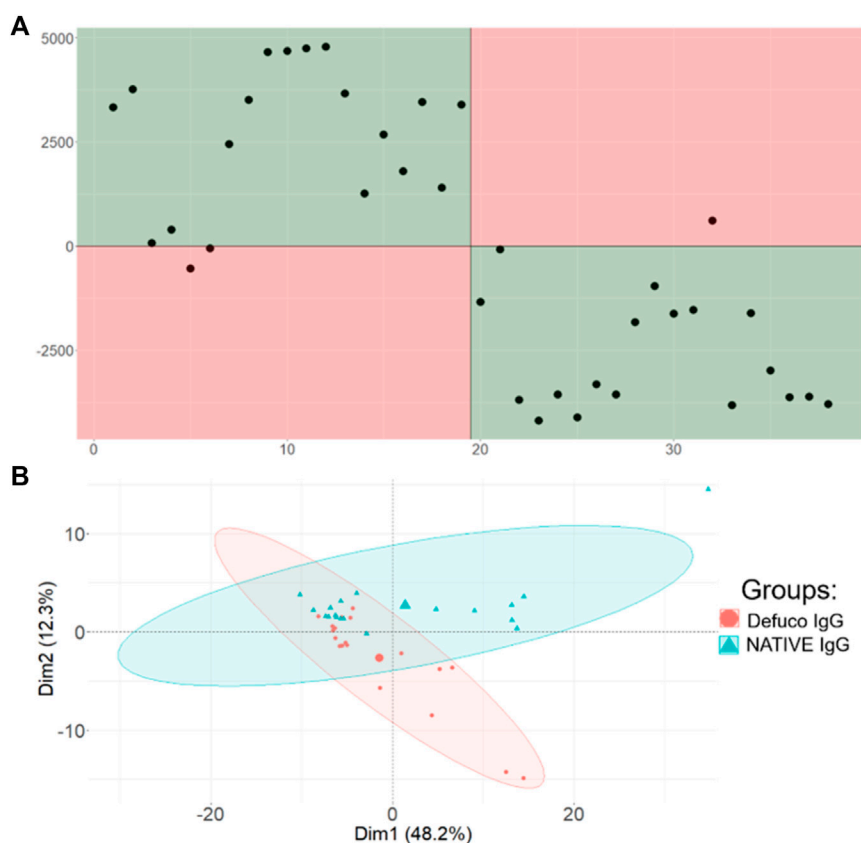 A
5000
2500
0
-2500
0 10 20 30
B
10
0
-10
Dim2 (12.3%)
-20 0 20
Dim1 (48.2%)
Groups:
Defuco IgG
NATIVE IgG